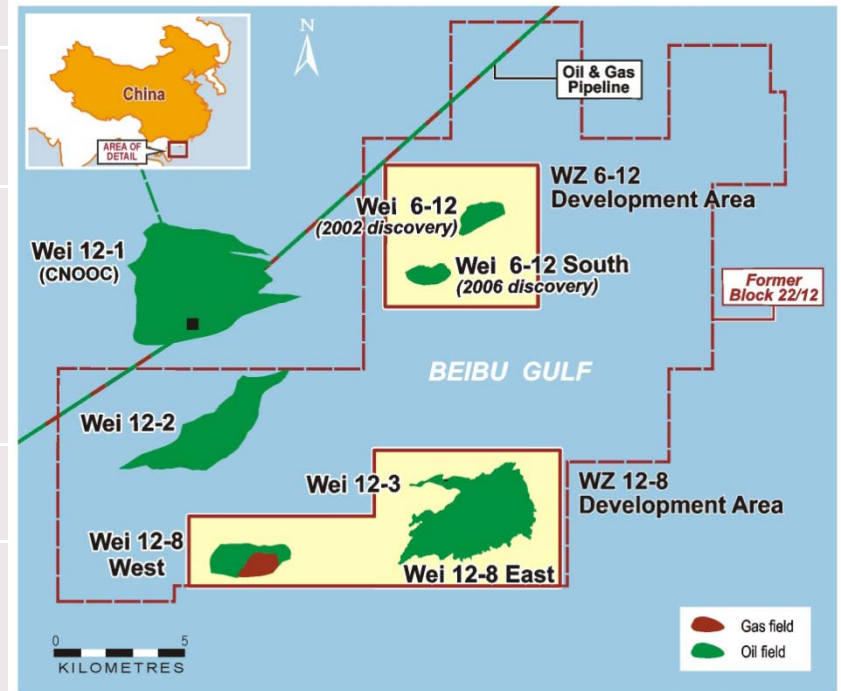 China
AREA OF
DETAIL
N
Oil & Gas
Pipeline
WZ 6-12
Development Area
Wei 6-12
(2002 discovery)
Wei 12-1
(CNOOC)
Wei 6-12 South
(2006 discovery)
Former
Block 22/12
BEIBU GULF
Wei 12-2
Wei 12-3
WZ 12-8
Development Area
Wei 12-8
West
Wei 12-8 East
0 5
KILOMETRES
Gas field
Oil field